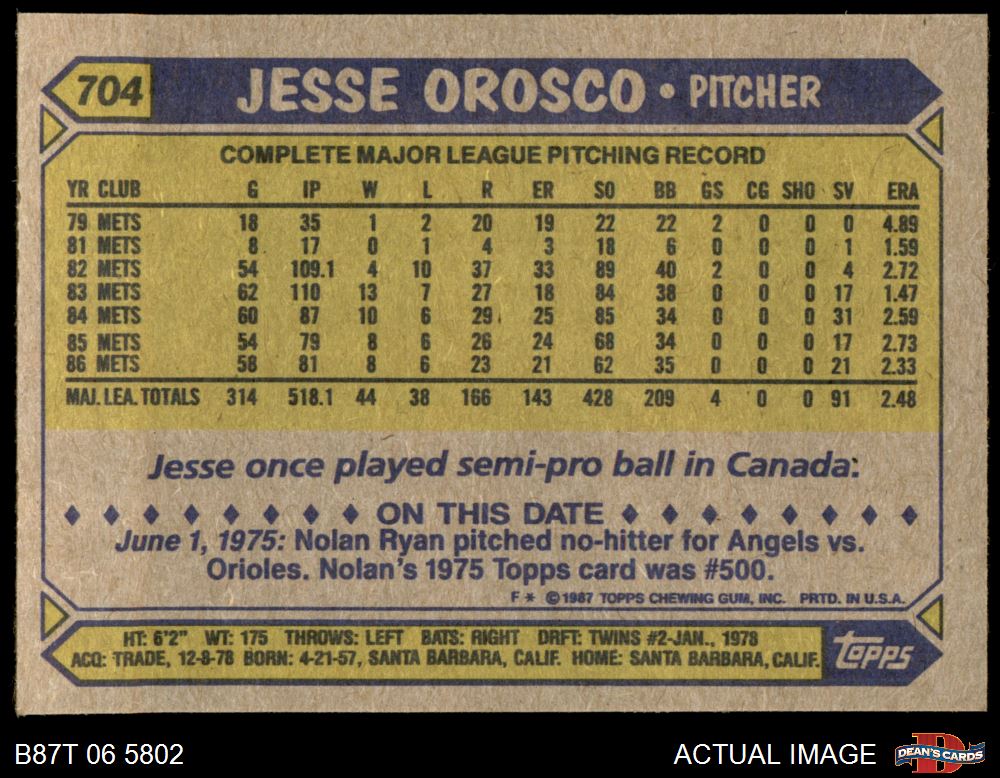 704 JESSE OROSCO • PITCHER
COMPLETE MAJOR LEAGUE PITCHING RECORD
YR CLUB G IP W L R ER SO BB GS CG SHO SV ERA
79 METS 18 35 1 2 20 19 22 22 2 0 0 0 4.89
81 METS 8 17 0 1 4 3 18 6 0 0 0 1 1.59
82 METS 54 109.1 4 10 37 33 89 40 2 0 0 4 2.72
83 METS 62 110 13 7 27 18 84 38 0 0 0 17 1.47
84 METS 60 87 10 6 29 25 85 34 0 0 0 31 2.59
85 METS 54 79 8 6 26 24 68 34 0 0 0 17 2.73
86 METS 58 81 8 6 23 21 62 35 0 0 0 21 2.33
MAJ. LEA. TOTALS 314 518.1 44 38 166 143 428 209 4 0 0 91 2.48
Jesse once played semi-pro ball in Canada.
ON THIS DATE
June 1, 1975: Nolan Ryan pitched no-hitter for Angels vs.
Orioles. Nolan's 1975 Topps card was #500.
F * © 1987 TOPPS CHEWING GUM, INC. PRTD. IN U.S.A.
HT: 6'2" WT: 175 THROWS: LEFT BATS: RIGHT DRFT: TWINS #2-JAN., 1978
ACQ: TRADE, 12-8-78 BORN: 4-21-57, SANTA BARBARA, CALIF. HOME: SANTA BARBARA, CALIF.
Topps
B87T 06 5802 ACTUAL IMAGE DEAN'S CARDS